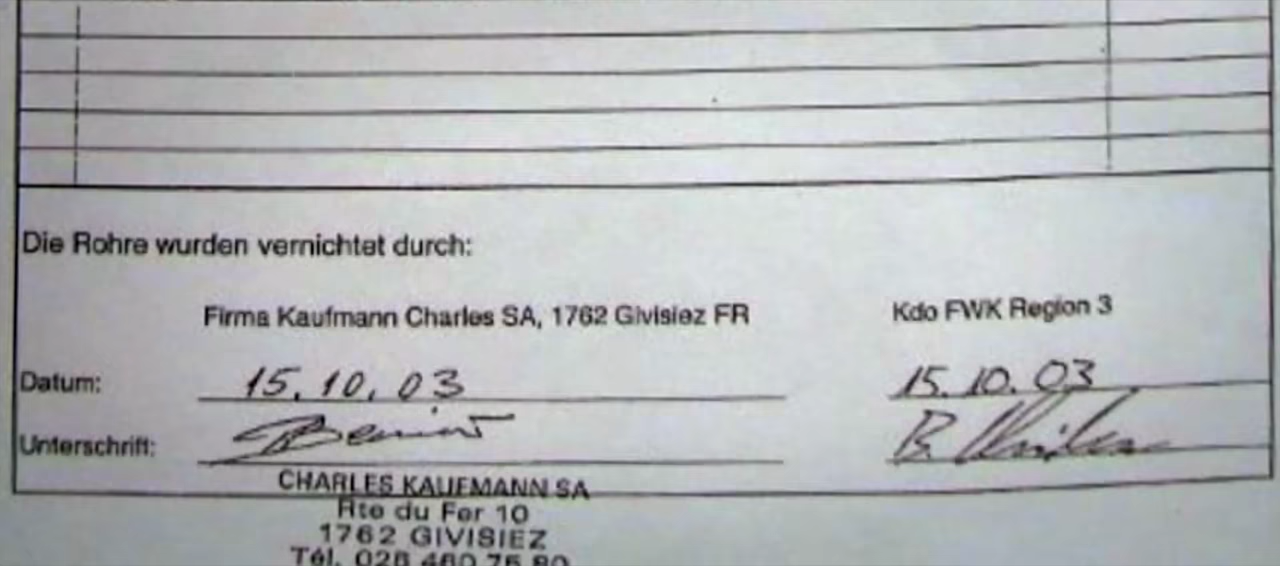 Die Rohre wurden vernichtet durch:
Firma Kaufmann Charles SA, 1762 Givisiez FR
Kdo FWK Region 3
Datum: 15.10.03 15.10.03
Unterschrift: B.
CHARLES KAUFMANN SA
Rte du Fer 10
1762 GIVISIEZ
Tél. 026 460 75 80